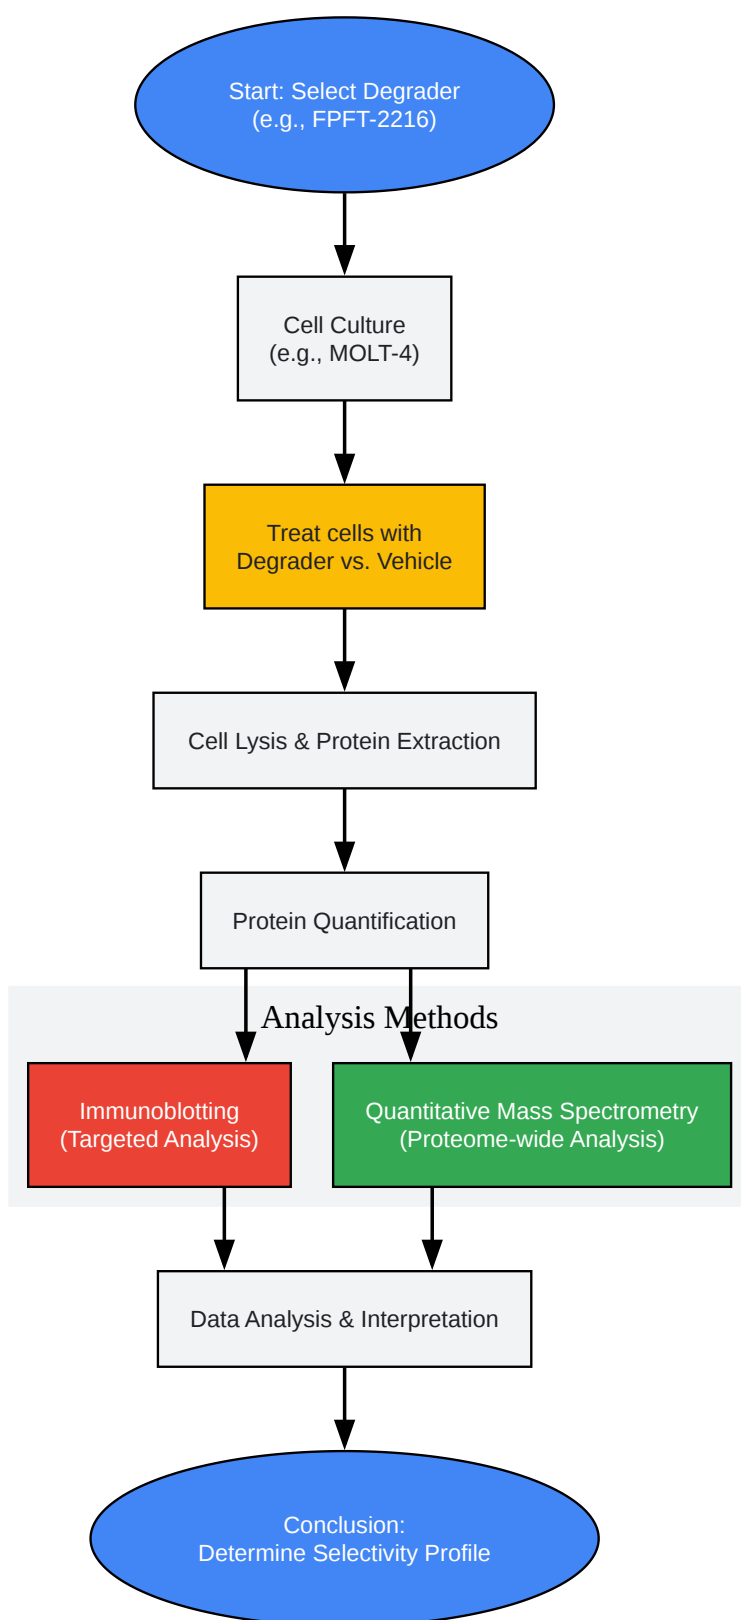 Start: Select Degrader
(e.g., FPFT-2216)
Cell Culture
(e.g., MOLT-4)
Treat cells with
Degrader vs. Vehicle
Cell Lysis & Protein Extraction
Protein Quantification
Analysis Methods
Immunoblotting
(Targeted Analysis)
Quantitative Mass Spectrometry
(Proteome-wide Analysis)
Data Analysis & Interpretation
Conclusion:
Determine Selectivity Profile